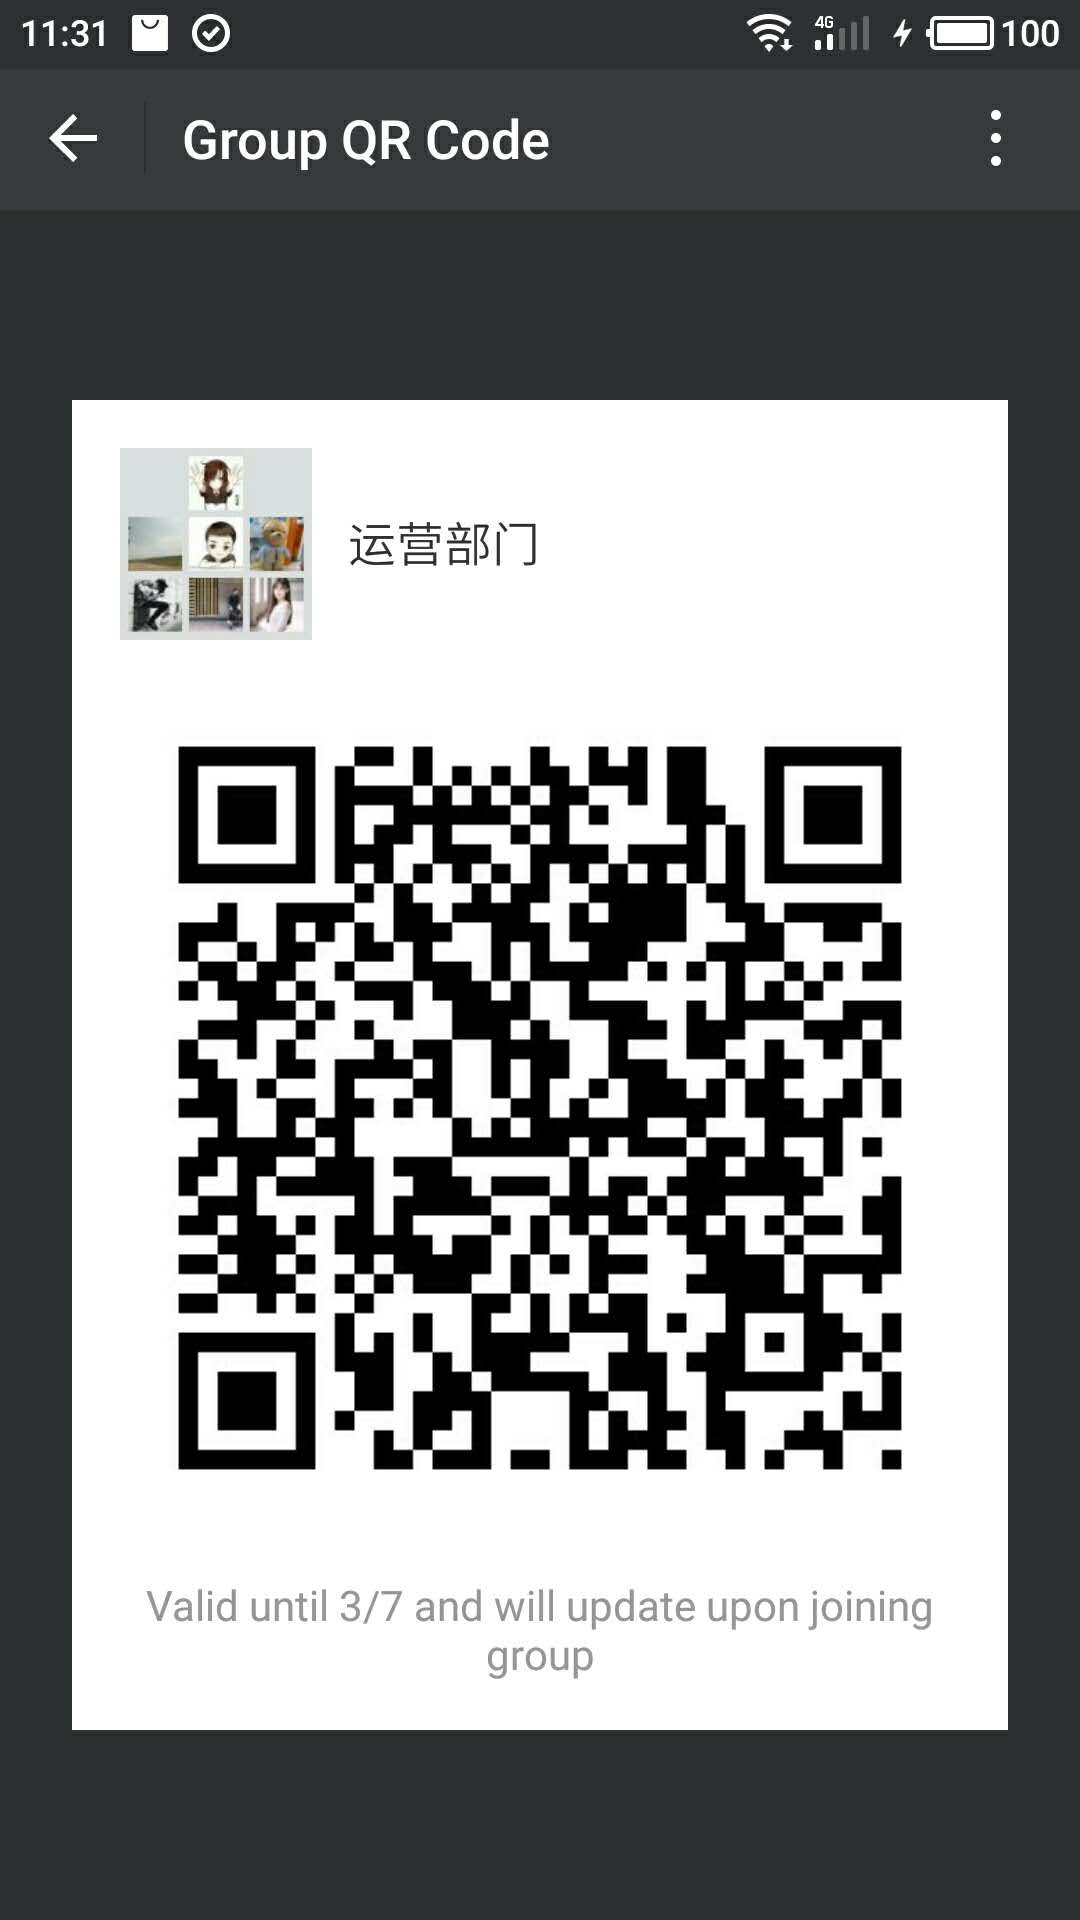 11:31 4G 100
Group QR Code
运营部门
Valid until 3/7 and will update upon joining
group